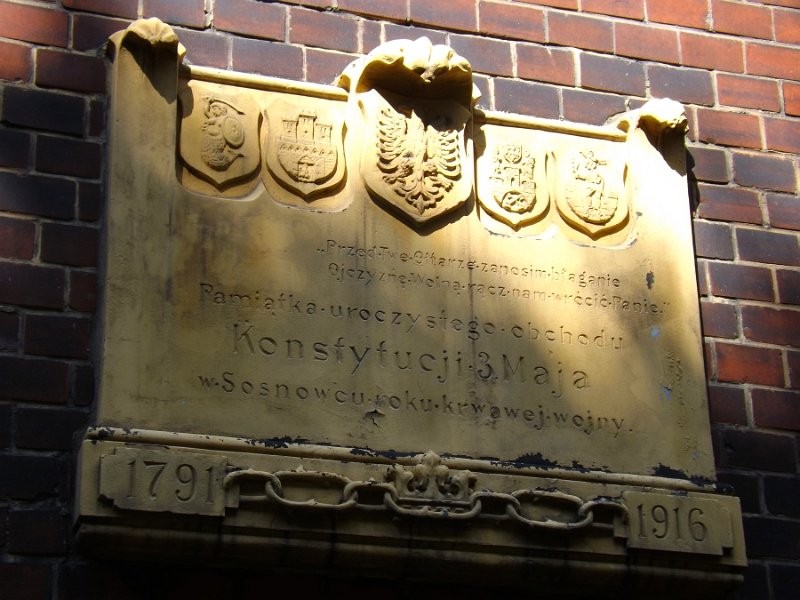 „Przed·Twe·Ołtarze·zanosim·błaganie
Ojczyznę·Wolną·racz·nam·wrócić·Panie."
Pamiątka·uroczystego·obchodu
Konstytucji·3·Maja
w·Sosnowcu·roku·krwawej·wojny.
1791
1916